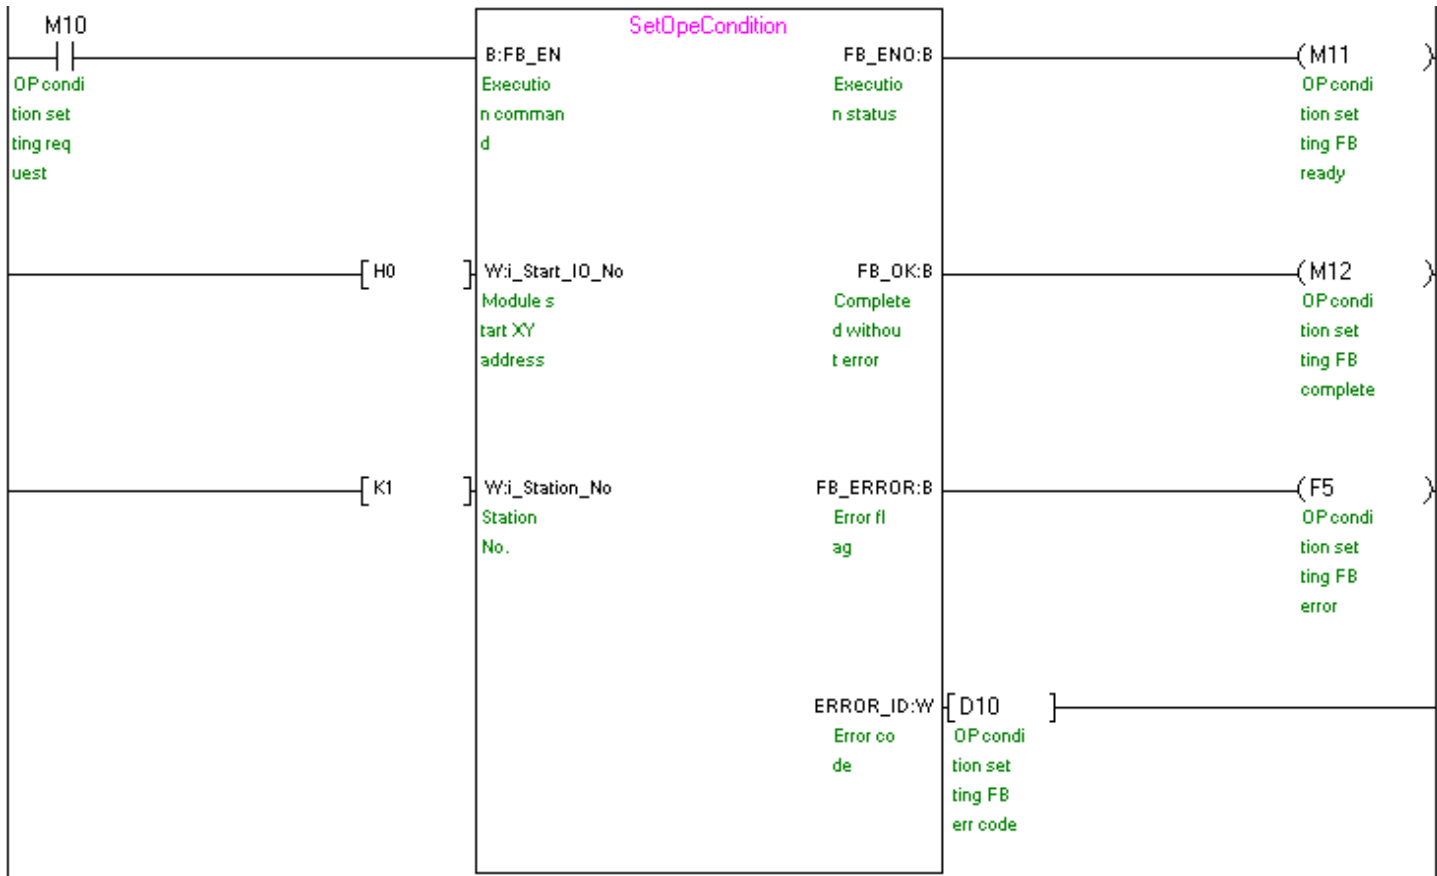 M10
SetOpeCondition
B:FB_EN
FB_ENO:B
(M11 )
OP condi
tion set
ting req
uest
Executio
n comman
d
Executio
n status
OP condi
tion set
ting FB
ready
[ H0 ]
W:i_Start_IO_No
FB_OK:B
(M12 )
Module s
tart XY
address
Complete
d withou
t error
OP condi
tion set
ting FB
complete
[ K1 ]
W:i_Station_No
FB_ERROR:B
(F5 )
Station
No.
Error fl
ag
OP condi
tion set
ting FB
error
ERROR_ID:W
[ D10 ]
Error co
de
OP condi
tion set
ting FB
err code